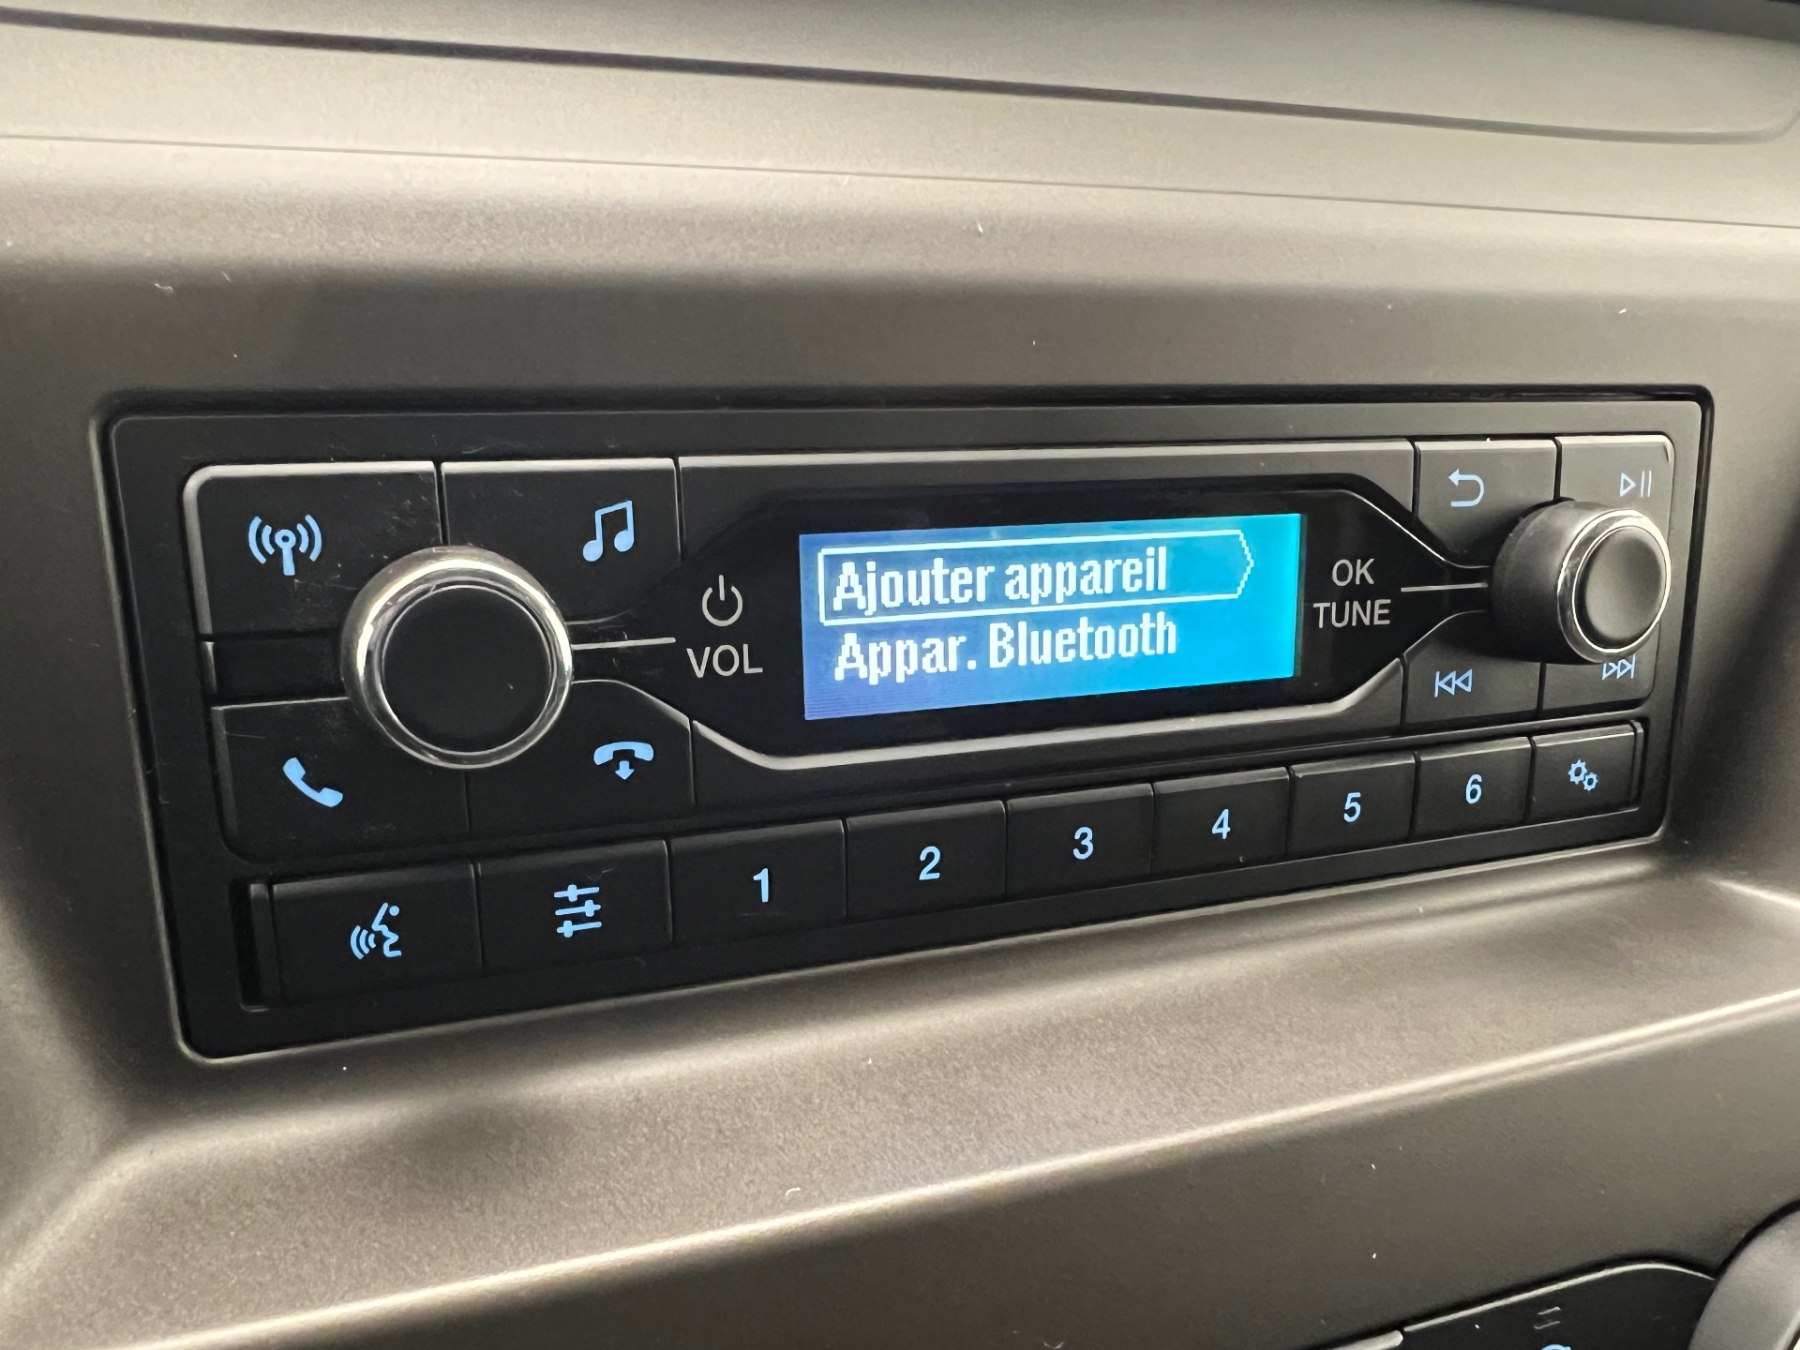 Ajouter appareil
Appar. Bluetooth
VOL
OK
TUNE
1
2
3
4
5
6